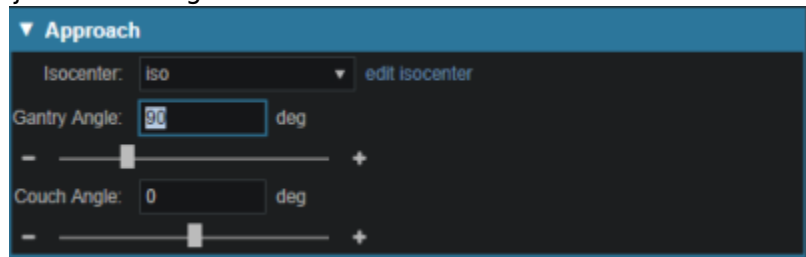 ▼ Approach
Isocenter: iso ▼ edit isocenter
Gantry Angle: 90 deg
- +
Couch Angle: 0 deg
- +